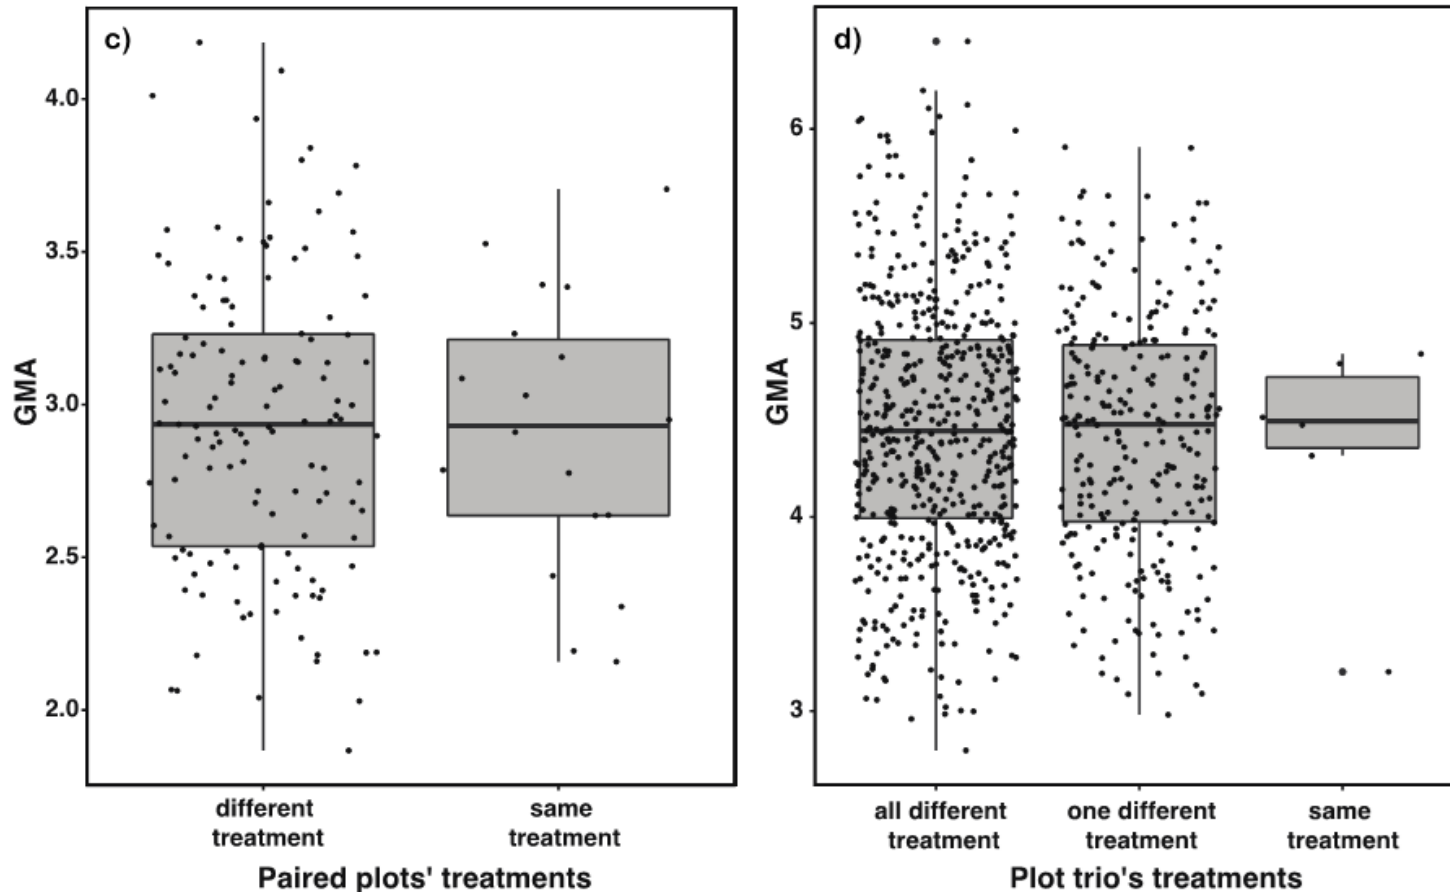 c)
GMA
4.0
3.5
3.0
2.5
2.0
different
treatment
same
treatment
Paired plots' treatments
d)
GMA
6
5
4
3
all different
treatment
one different
treatment
same
treatment
Plot trio's treatments